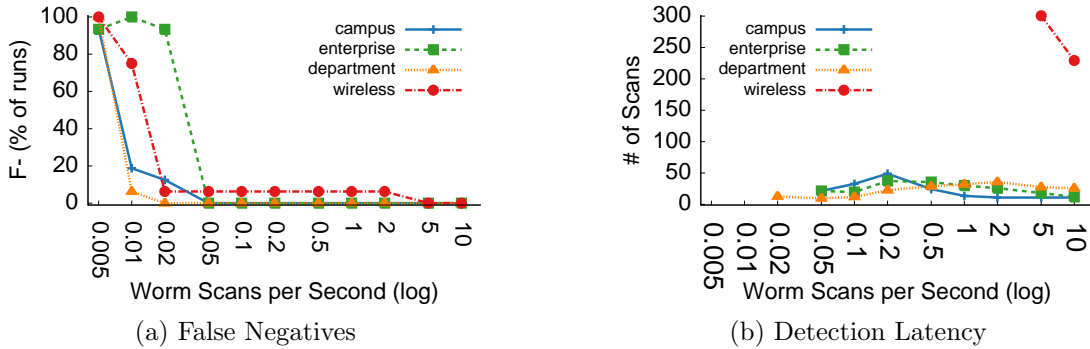 100
80
60
40
20
0
F- (% of runs)
campus
enterprise
department
wireless
0.005
0.01
0.02
0.05
0.1
0.2
0.5
1
2
5
10
Worm Scans per Second (log)
(a) False Negatives
300
250
200
150
100
50
0
# of Scans
campus
enterprise
department
wireless
0.005
0.01
0.02
0.05
0.1
0.2
0.5
1
2
5
10
Worm Scans per Second (log)
(b) Detection Latency